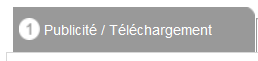 1 Publicité / Téléchargement